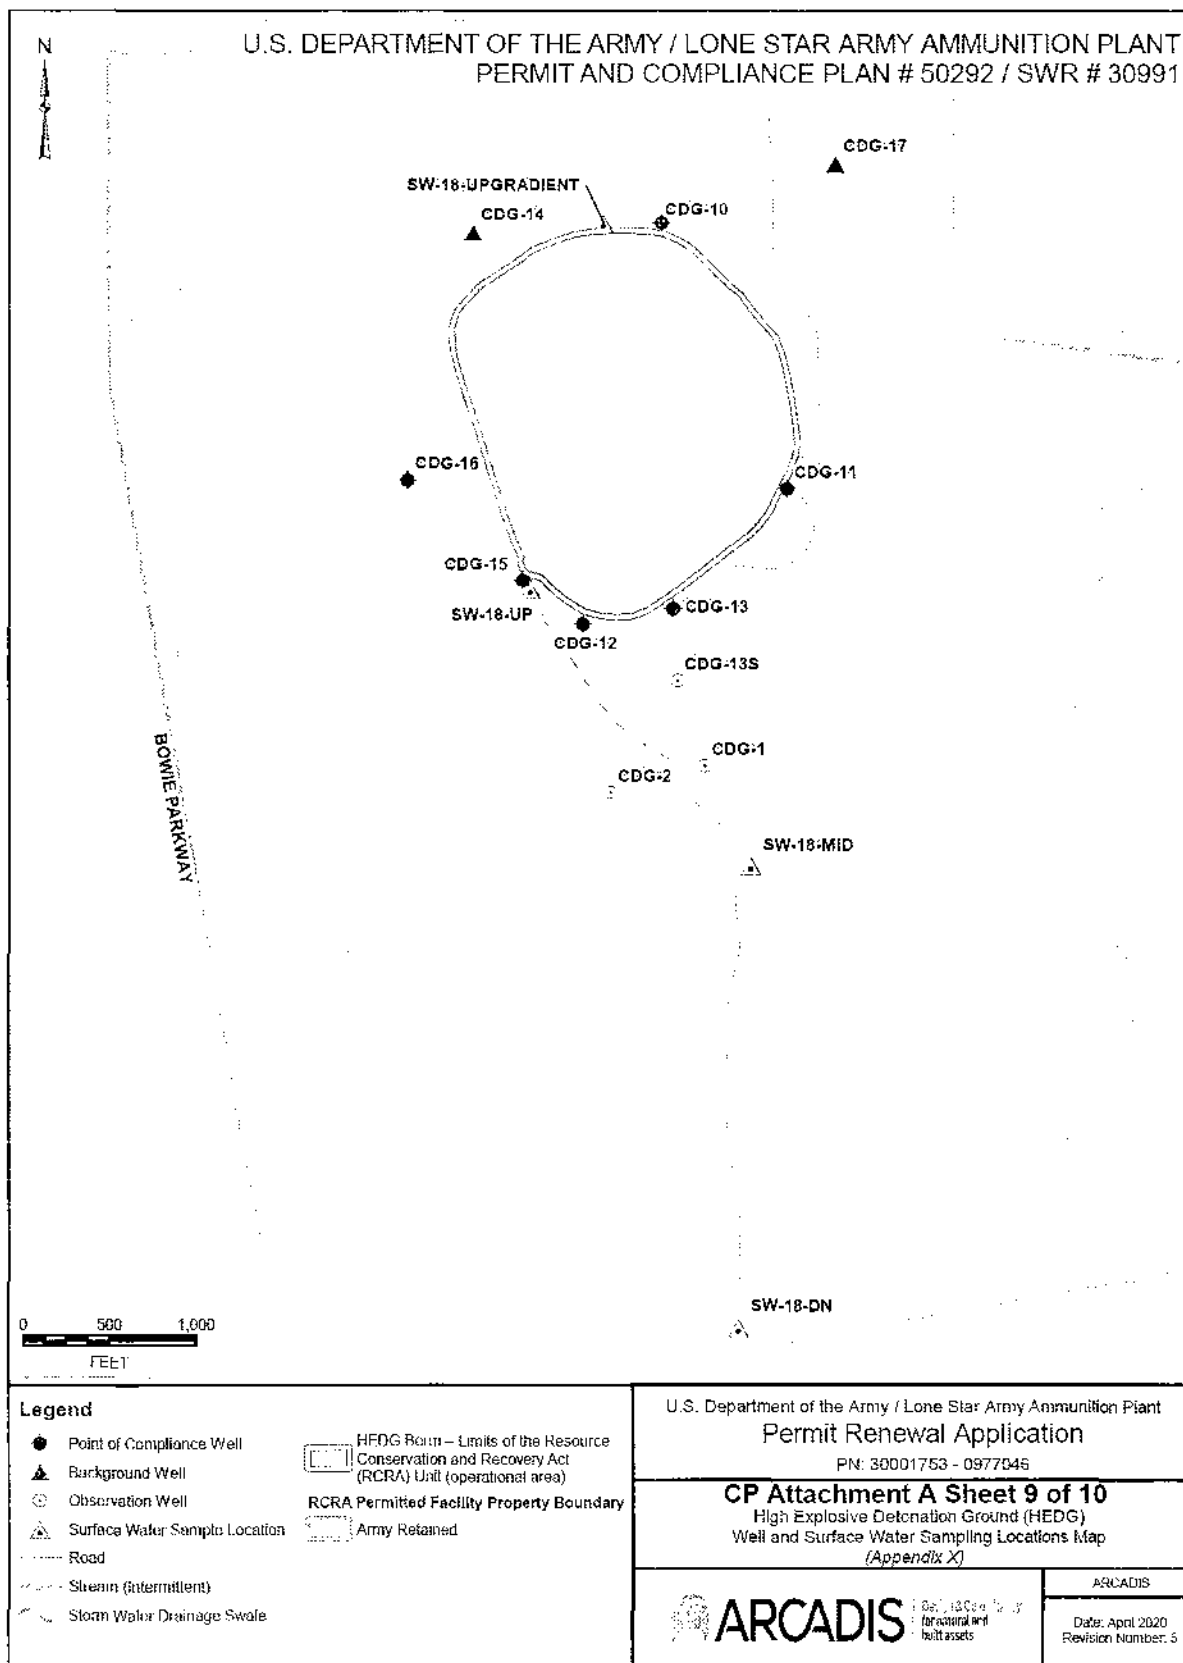 U.S. DEPARTMENT OF THE ARMY / LONE STAR ARMY AMMUNITION PLANT
PERMIT AND COMPLIANCE PLAN # 50292 / SWR # 30991
N
CDG-17
SW-18-UPGRADIENT
CDG-14
CDG-10
CDG-16
CDG-11
CDG-15
SW-18-UP
CDG-13
CDG-12
CDG-13S
CDG-1
CDG-2
BOWIE PARKWAY
SW-18-MID
SW-18-DN
0 500 1,000
FEET
Legend
Point of Compliance Well
Background Well
Observation Well
Surface Water Sample Location
Road
Stream (Intermittent)
Storm Water Drainage Swale
HEDG Berm – Limits of the Resource
Conservation and Recovery Act
(RCRA) Unit (operational area)
RCRA Permitted Facility Property Boundary
Army Retained
U.S. Department of the Army / Lone Star Army Ammunition Plant
Permit Renewal Application
PN: 30001753 - 0977046
CP Attachment A Sheet 9 of 10
High Explosive Detonation Ground (HEDG)
Well and Surface Water Sampling Locations Map
(Appendix X)
ARCADIS
for natural and
built assets
ARCADIS
Date: April 2020
Revision Number: 5